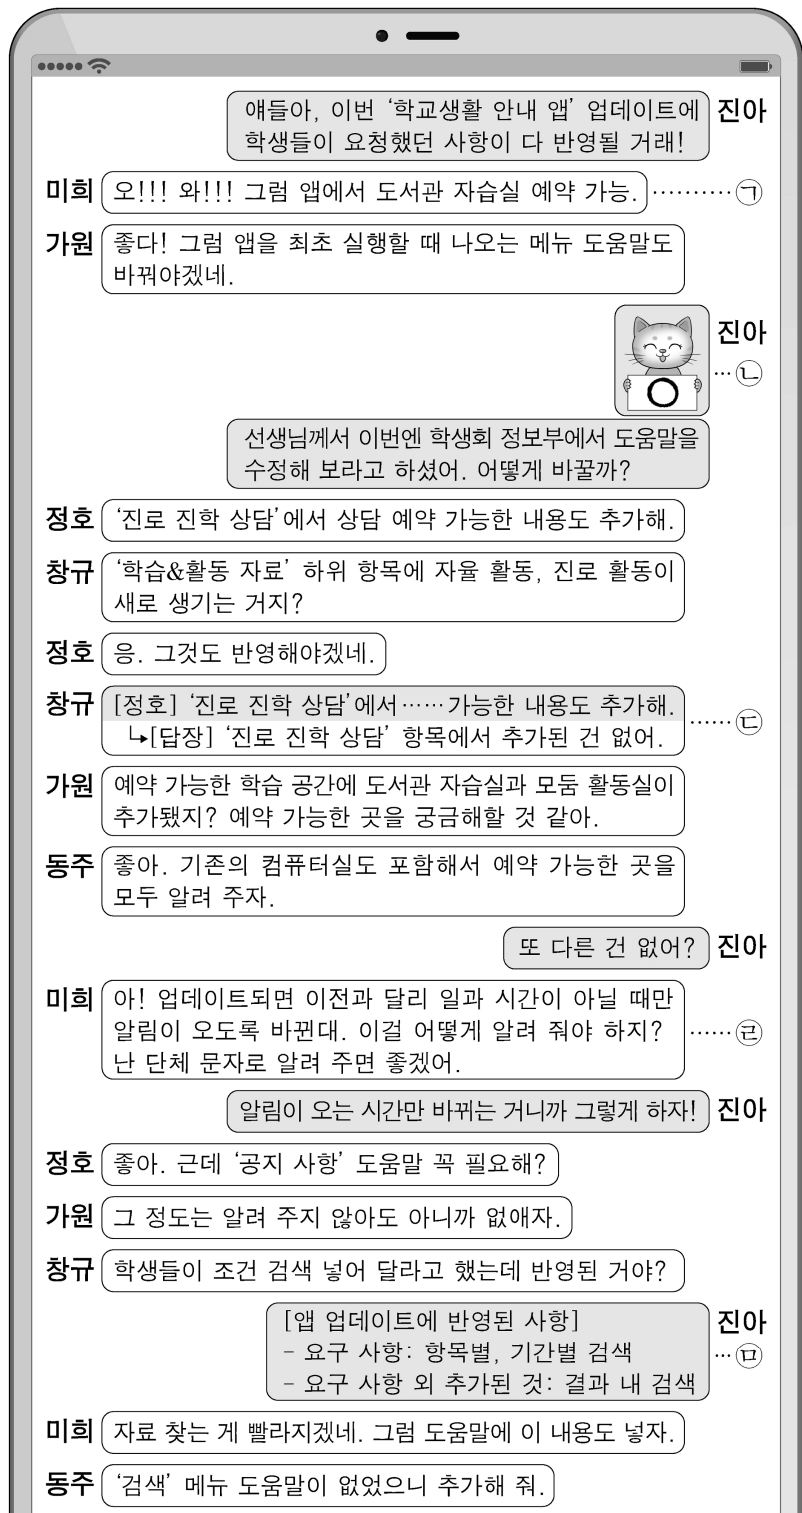 얘들아, 이번 ‘학교생활 안내 앱’ 업데이트에 진아
학생들이 요청했던 사항이 다 반영될 거래!
미희 오!!! 와!!! 그럼 앱에서 도서관 자습실 예약 가능. ·········· ㉠
가원 좋다! 그럼 앱을 최초 실행할 때 나오는 메뉴 도움말도
바꿔야겠네.
진아
··· ㉡
선생님께서 이번엔 학생회 정보부에서 도움말을
수정해 보라고 하셨어. 어떻게 바꿀까?
정호 ‘진로 진학 상담’에서 상담 예약 가능한 내용도 추가해.
창규 ‘학습&활동 자료’ 하위 항목에 자율 활동, 진로 활동이
새로 생기는 거지?
정호 응. 그것도 반영해야겠네.
창규 [정호] ‘진로 진학 상담’에서……가능한 내용도 추가해.
↳[답장] ‘진로 진학 상담’ 항목에서 추가된 건 없어. ······ ㉢
가원 예약 가능한 학습 공간에 도서관 자습실과 모둠 활동실이
추가됐지? 예약 가능한 곳을 궁금해할 것 같아.
동주 좋아. 기존의 컴퓨터실도 포함해서 예약 가능한 곳을
모두 알려 주자.
또 다른 건 없어? 진아
미희 아! 업데이트되면 이전과 달리 일과 시간이 아닐 때만
알림이 오도록 바뀐대. 이걸 어떻게 알려 줘야 하지? ······ ㉣
난 단체 문자로 알려 주면 좋겠어.
알림이 오는 시간만 바뀌는 거니까 그렇게 하자! 진아
정호 좋아. 근데 ‘공지 사항’ 도움말 꼭 필요해?
가원 그 정도는 알려 주지 않아도 아니까 없애자.
창규 학생들이 조건 검색 넣어 달라고 했는데 반영된 거야?
[앱 업데이트에 반영된 사항] 진아
- 요구 사항: 항목별, 기간별 검색 ··· ㉤
- 요구 사항 외 추가된 것: 결과 내 검색
미희 자료 찾는 게 빨라지겠네. 그럼 도움말에 이 내용도 넣자.
동주 ‘검색’ 메뉴 도움말이 없었으니 추가해 줘.